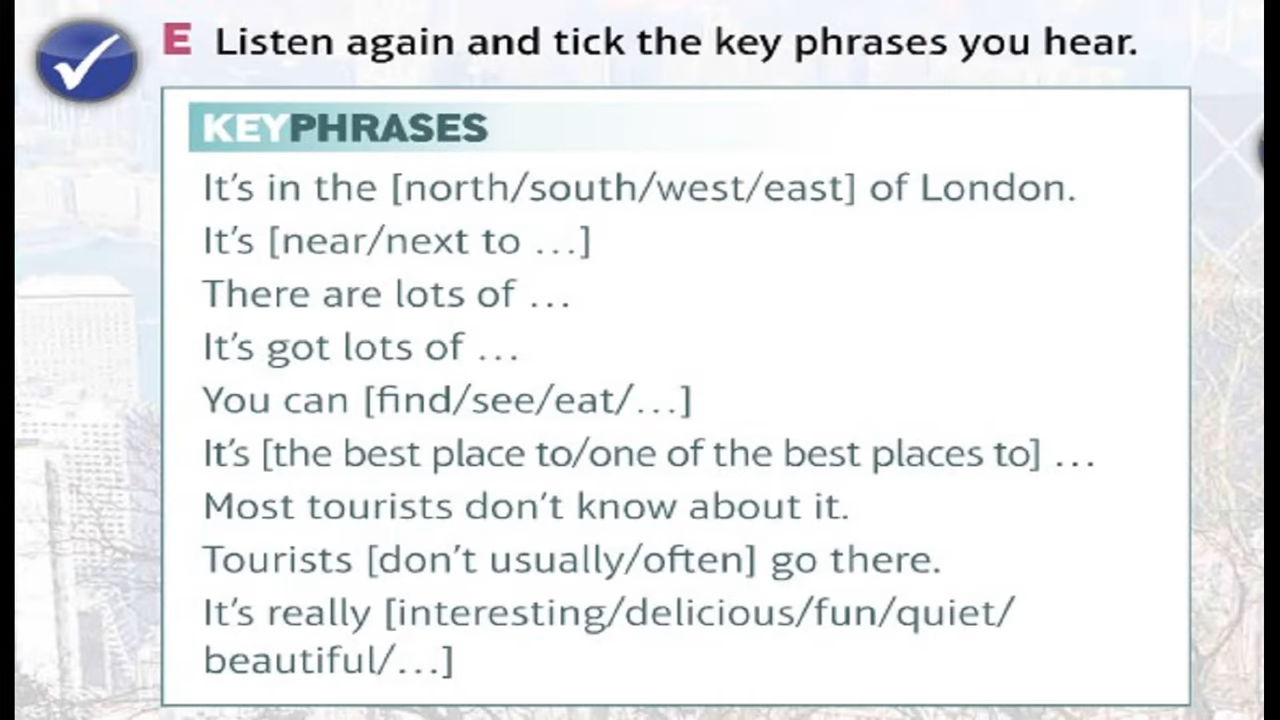 E Listen again and tick the key phrases you hear.
KEYPHRASES
It’s in the [north/south/west/east] of London.
It’s [near/next to …]
There are lots of …
It’s got lots of …
You can [find/see/eat/…]
It’s [the best place to/one of the best places to] …
Most tourists don’t know about it.
Tourists [don’t usually/often] go there.
It’s really [interesting/delicious/fun/quiet/
beautiful/…]